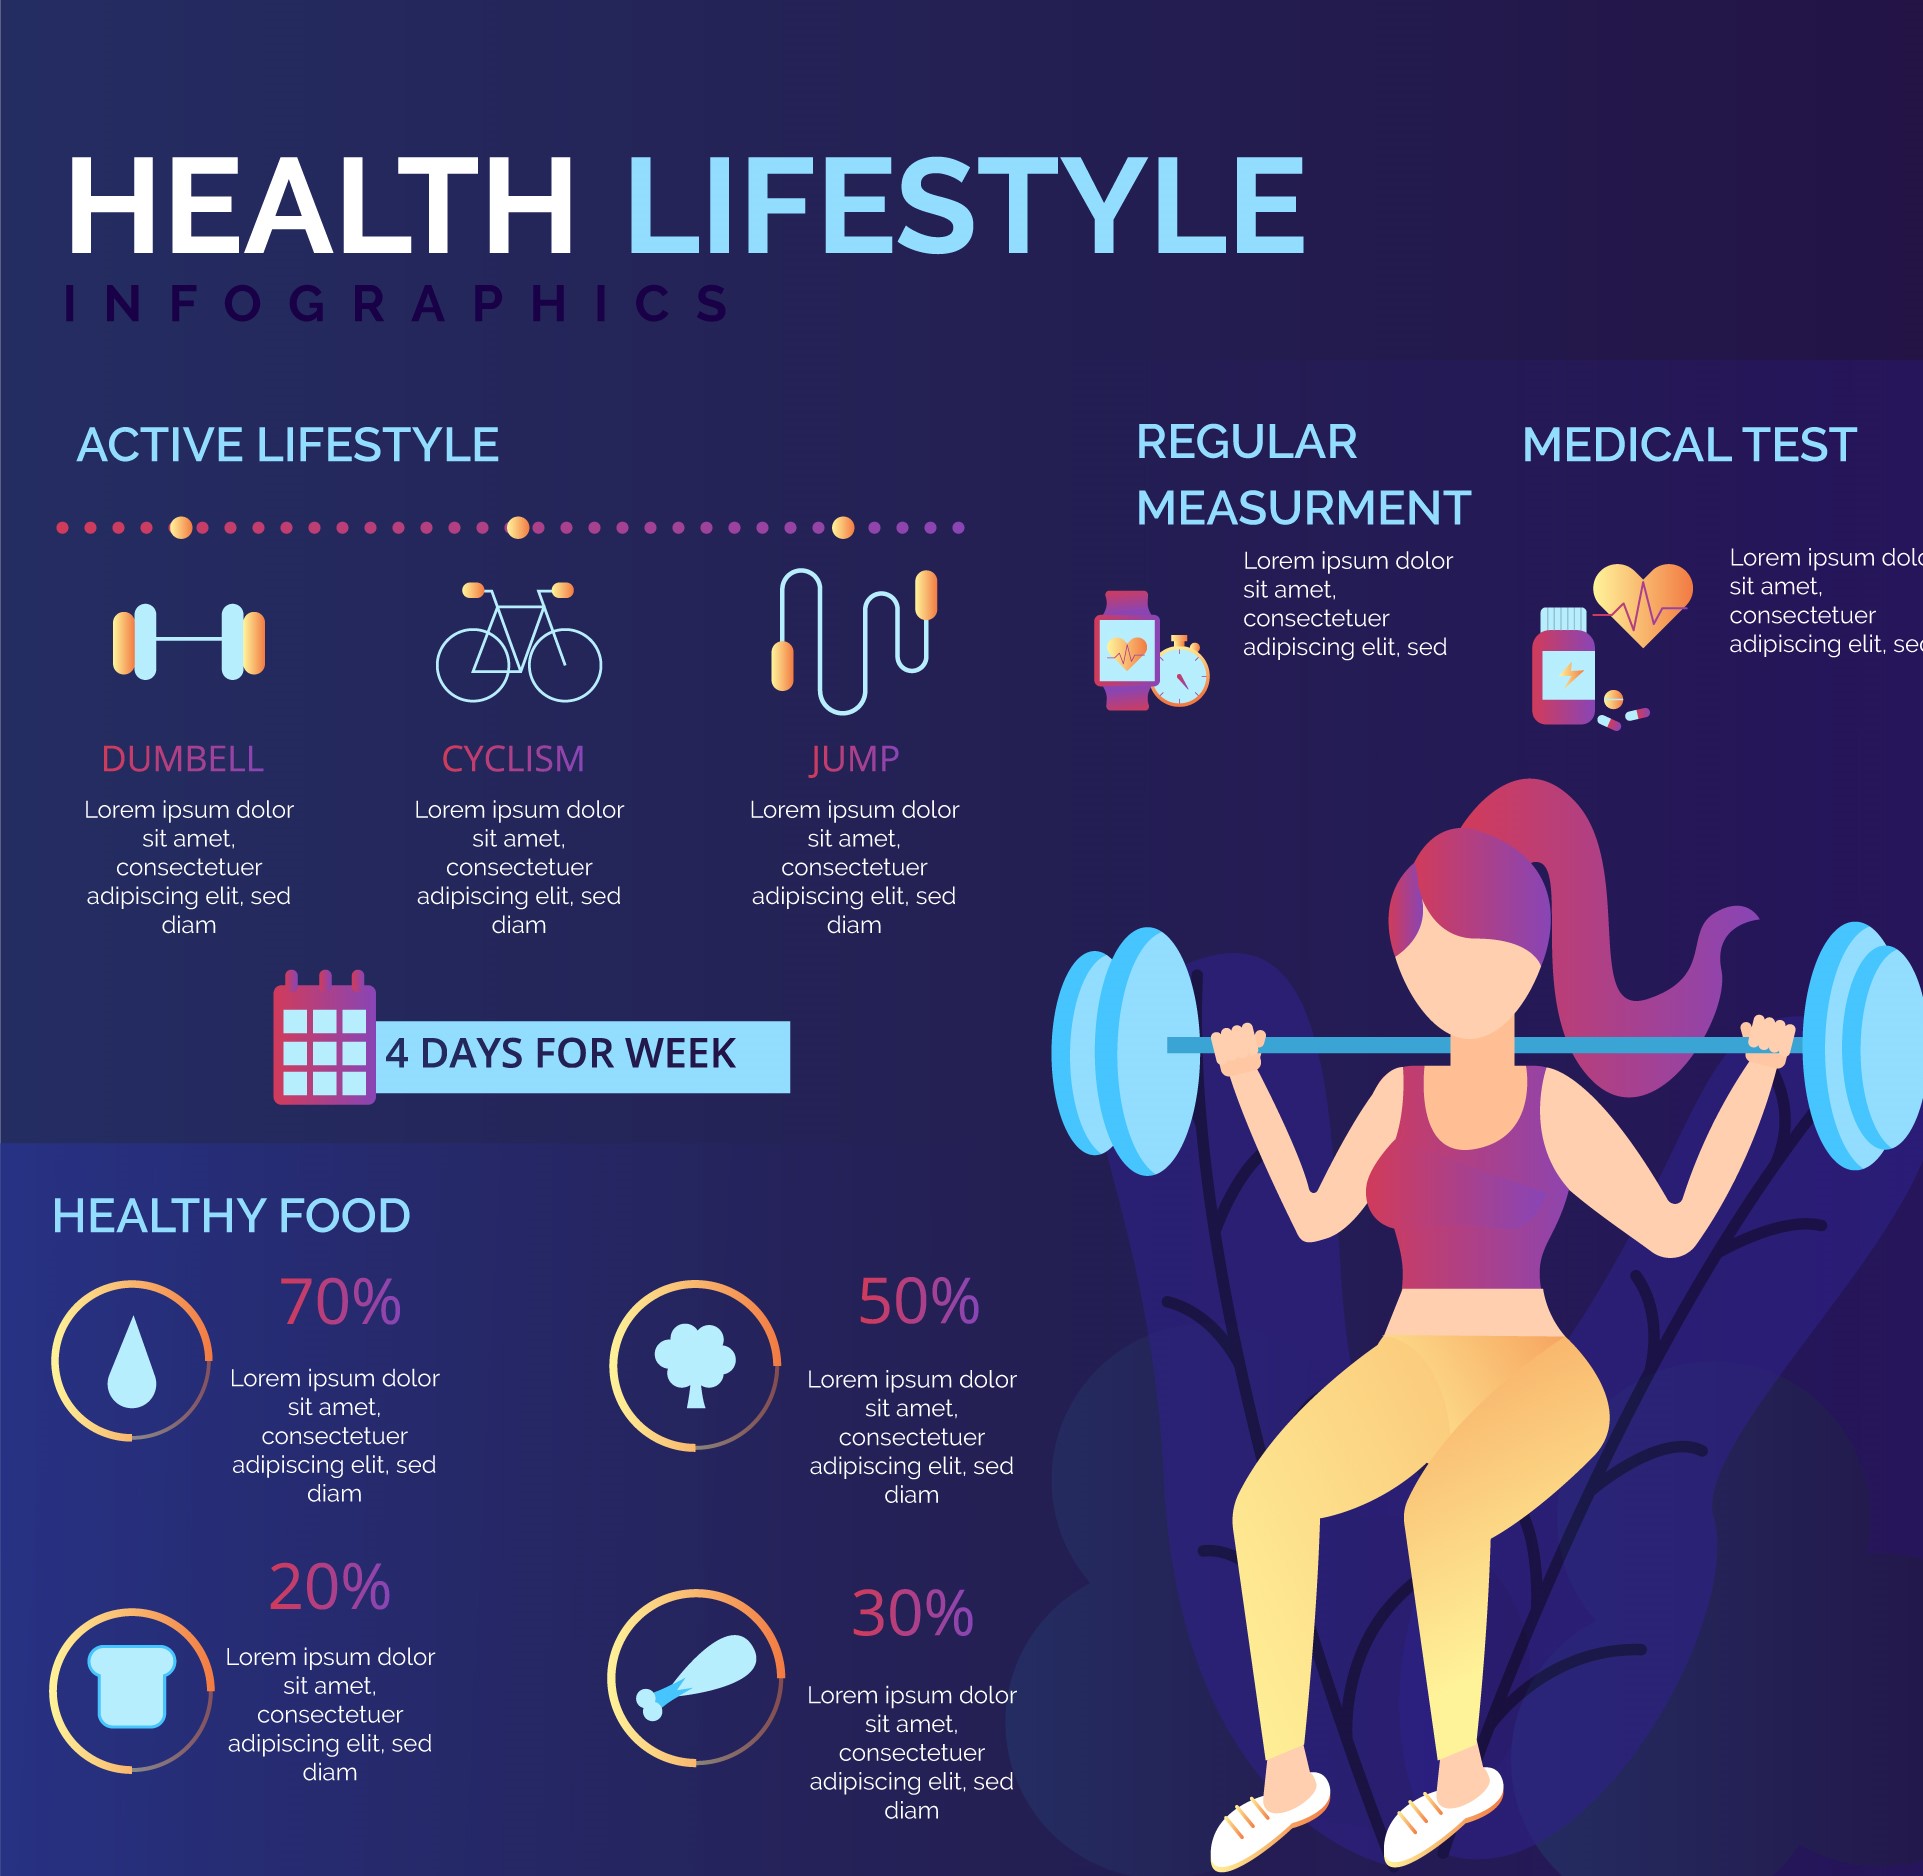 HEALTH LIFESTYLE
INFOGRAPHICS
ACTIVE LIFESTYLE
DUMBELL
Lorem ipsum dolor
sit amet,
consectetuer
adipiscing elit, sed
diam
CYCLISM
Lorem ipsum dolor
sit amet,
consectetuer
adipiscing elit, sed
diam
JUMP
Lorem ipsum dolor
sit amet,
consectetuer
adipiscing elit, sed
diam
4 DAYS FOR WEEK
REGULAR
MEASURMENT
Lorem ipsum dolor
sit amet,
consectetuer
adipiscing elit, sed
MEDICAL TEST
Lorem ipsum
sit amet,
consectetuer
adipiscing elit,
HEALTHY FOOD
70%
Lorem ipsum dolor
sit amet,
consectetuer
adipiscing elit, sed
diam
50%
Lorem ipsum dolor
sit amet,
consectetuer
adipiscing elit, sed
diam
20%
Lorem ipsum dolor
sit amet,
consectetuer
adipiscing elit, sed
diam
30%
Lorem ipsum dolor
sit amet,
consectetuer
adipiscing elit, sed
diam